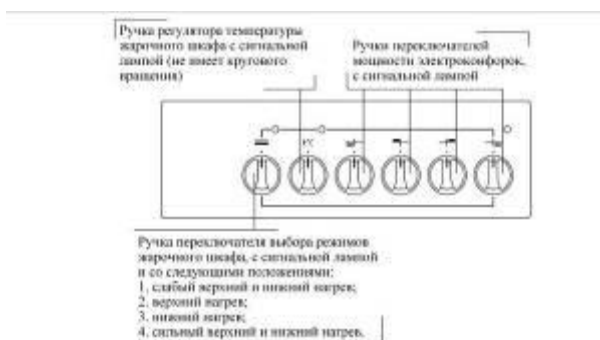 Ручка регулятора температуры
жарочного шкафа с сигнальной
лампой (не имеет кругового
вращения)
Ручки переключателей
мощности электроконфорок,
с сигнальной лампой
°C
Ручка переключателя выбора режимов
жарочного шкафа, с сигнальной лампой
и со следующими положениями:
1. слабый верхний и нижний нагрев;
2. верхний нагрев;
3. нижний нагрев;
4. сильный верхний и нижний нагрев.